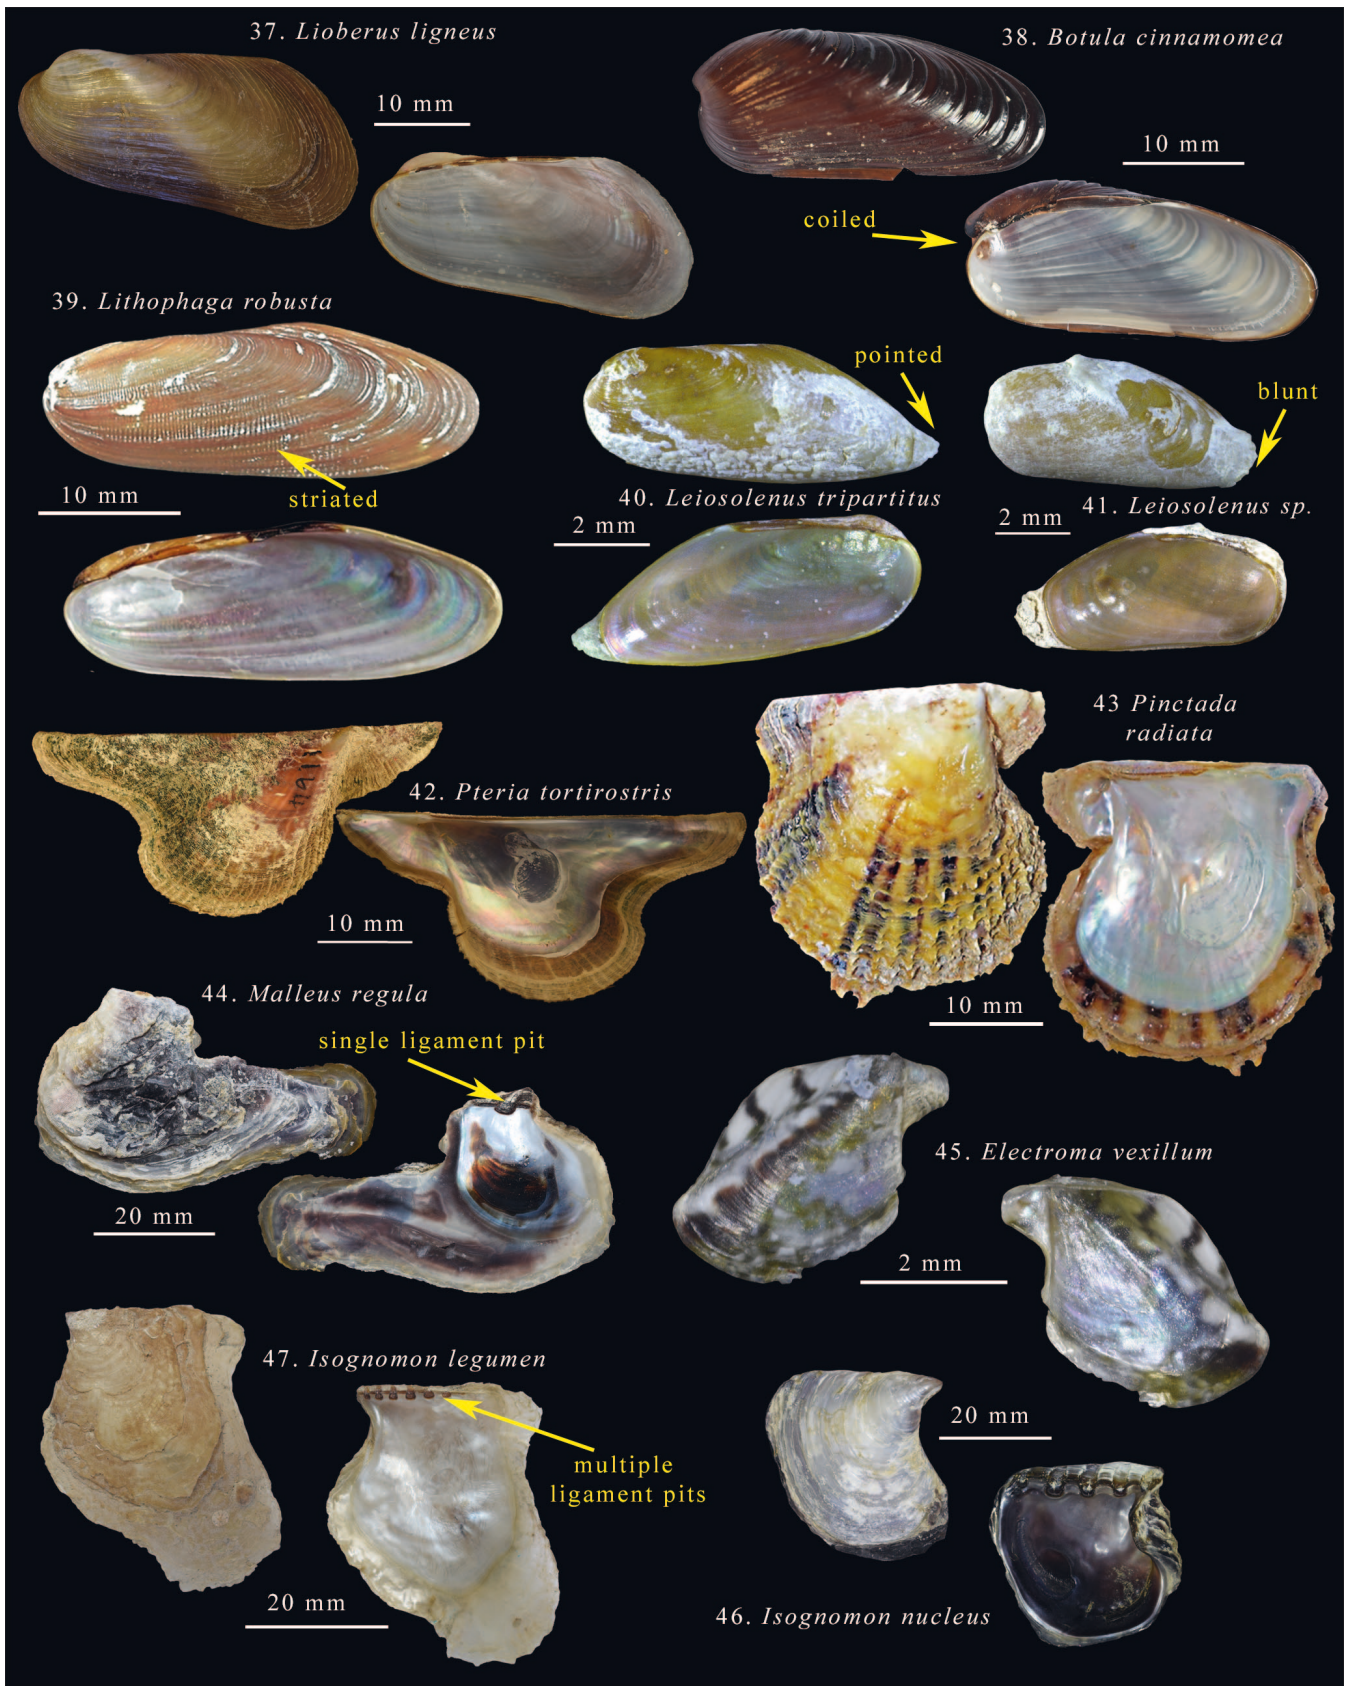 37. Lioberus ligneus
38. Botula cinnamomea
10 mm
10 mm
coiled
39. Lithophaga robusta
pointed
blunt
striated
10 mm
40. Leiosolenus tripartitus
41. Leiosolenus sp.
2 mm
2 mm
43 Pinctada
radiata
42. Pteria tortirostris
10 mm
10 mm
44. Malleus regula
single ligament pit
45. Electroma vexillum
20 mm
2 mm
47. Isognomon legumen
20 mm
multiple
ligament pits
20 mm
46. Isognomon nucleus